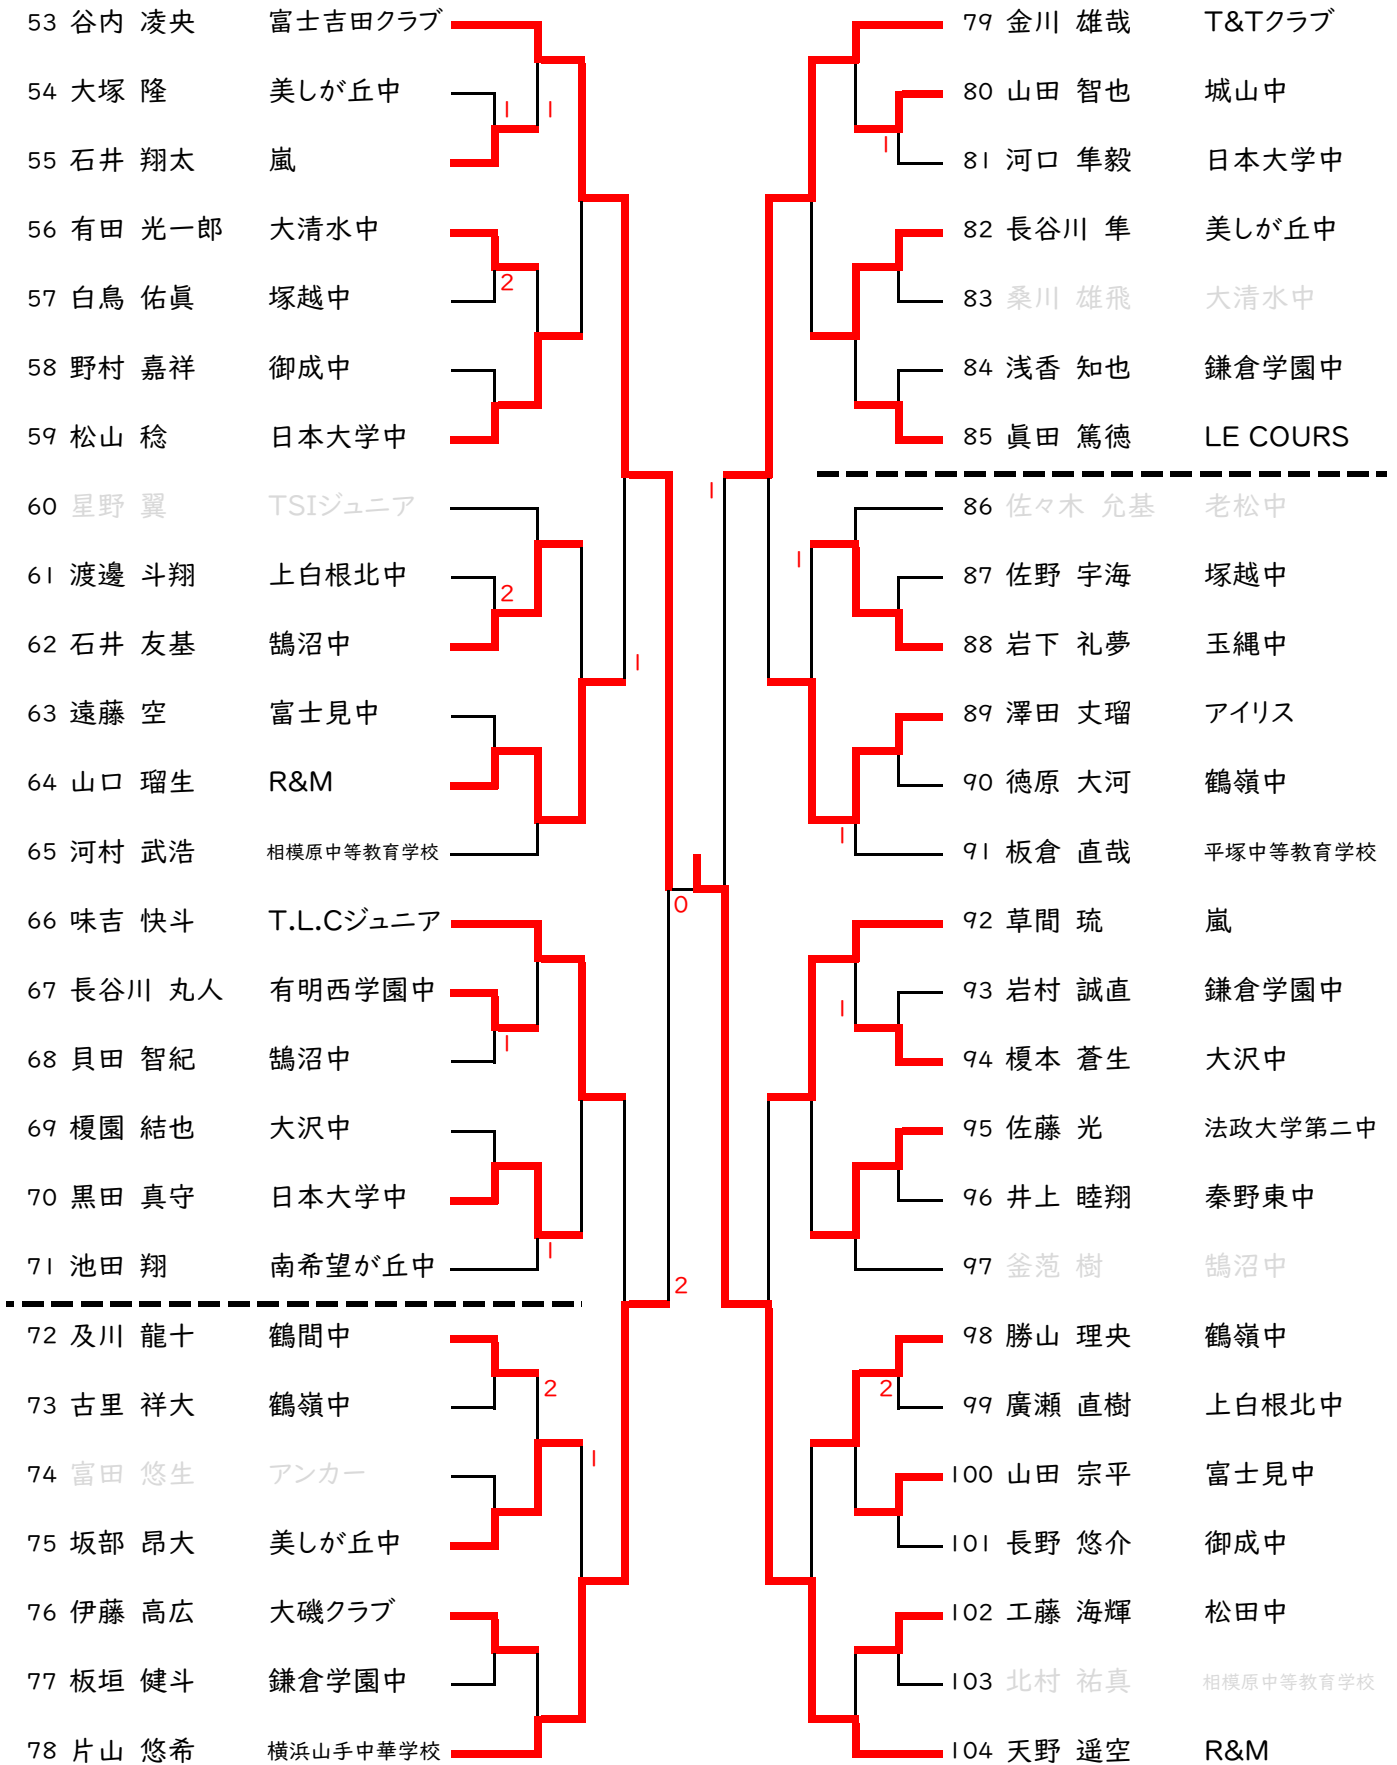 53 谷内 凌央 富士吉田クラブ
54 大塚 隆 美しが丘中
1 1
55 石井 翔太 嵐
56 有田 光一郎 大清水中
2
57 白鳥 佑眞 塚越中
58 野村 嘉祥 御成中
59 松山 稔 日本大学中
60 星野 翼 TSIジュニア
61 渡邊 斗翔 上白根北中
2
62 石井 友基 鵠沼中
1
63 遠藤 空 富士見中
64 山口 瑠生 R&M
65 河村 武浩 相模原中等教育学校
0
66 味吉 快斗 T.L.Cジュニア
67 長谷川 丸人 有明西学園中
1
68 貝田 智紀 鵠沼中
69 榎園 結也 大沢中
70 黒田 真守 日本大学中
1
71 池田 翔 南希望が丘中
2
72 及川 龍十 鶴間中
2
73 古里 祥大 鶴嶺中
1
74 富田 悠生 アンカー
75 坂部 昂大 美しが丘中
76 伊藤 高広 大磯クラブ
77 板垣 健斗 鎌倉学園中
78 片山 悠希 横浜山手中華学校
79 金川 雄哉 T&Tクラブ
80 山田 智也 城山中
1
81 河口 隼毅 日本大学中
82 長谷川 隼 美しが丘中
83 桑川 雄飛 大清水中
84 浅香 知也 鎌倉学園中
85 眞田 篤徳 LE COURS
1
86 佐々木 允基 老松中
1
87 佐野 宇海 塚越中
88 岩下 礼夢 玉縄中
89 澤田 丈瑠 アイリス
90 徳原 大河 鶴嶺中
1
91 板倉 直哉 平塚中等教育学校
92 草間 琉 嵐
93 岩村 誠直 鎌倉学園中
1
94 榎本 蒼生 大沢中
95 佐藤 光 法政大学第二中
96 井上 睦翔 秦野東中
97 釜萢 樹 鵠沼中
98 勝山 理央 鶴嶺中
2
99 廣瀬 直樹 上白根北中
100 山田 宗平 富士見中
101 長野 悠介 御成中
102 工藤 海輝 松田中
103 北村 祐真 相模原中等教育学校
104 天野 遥空 R&M